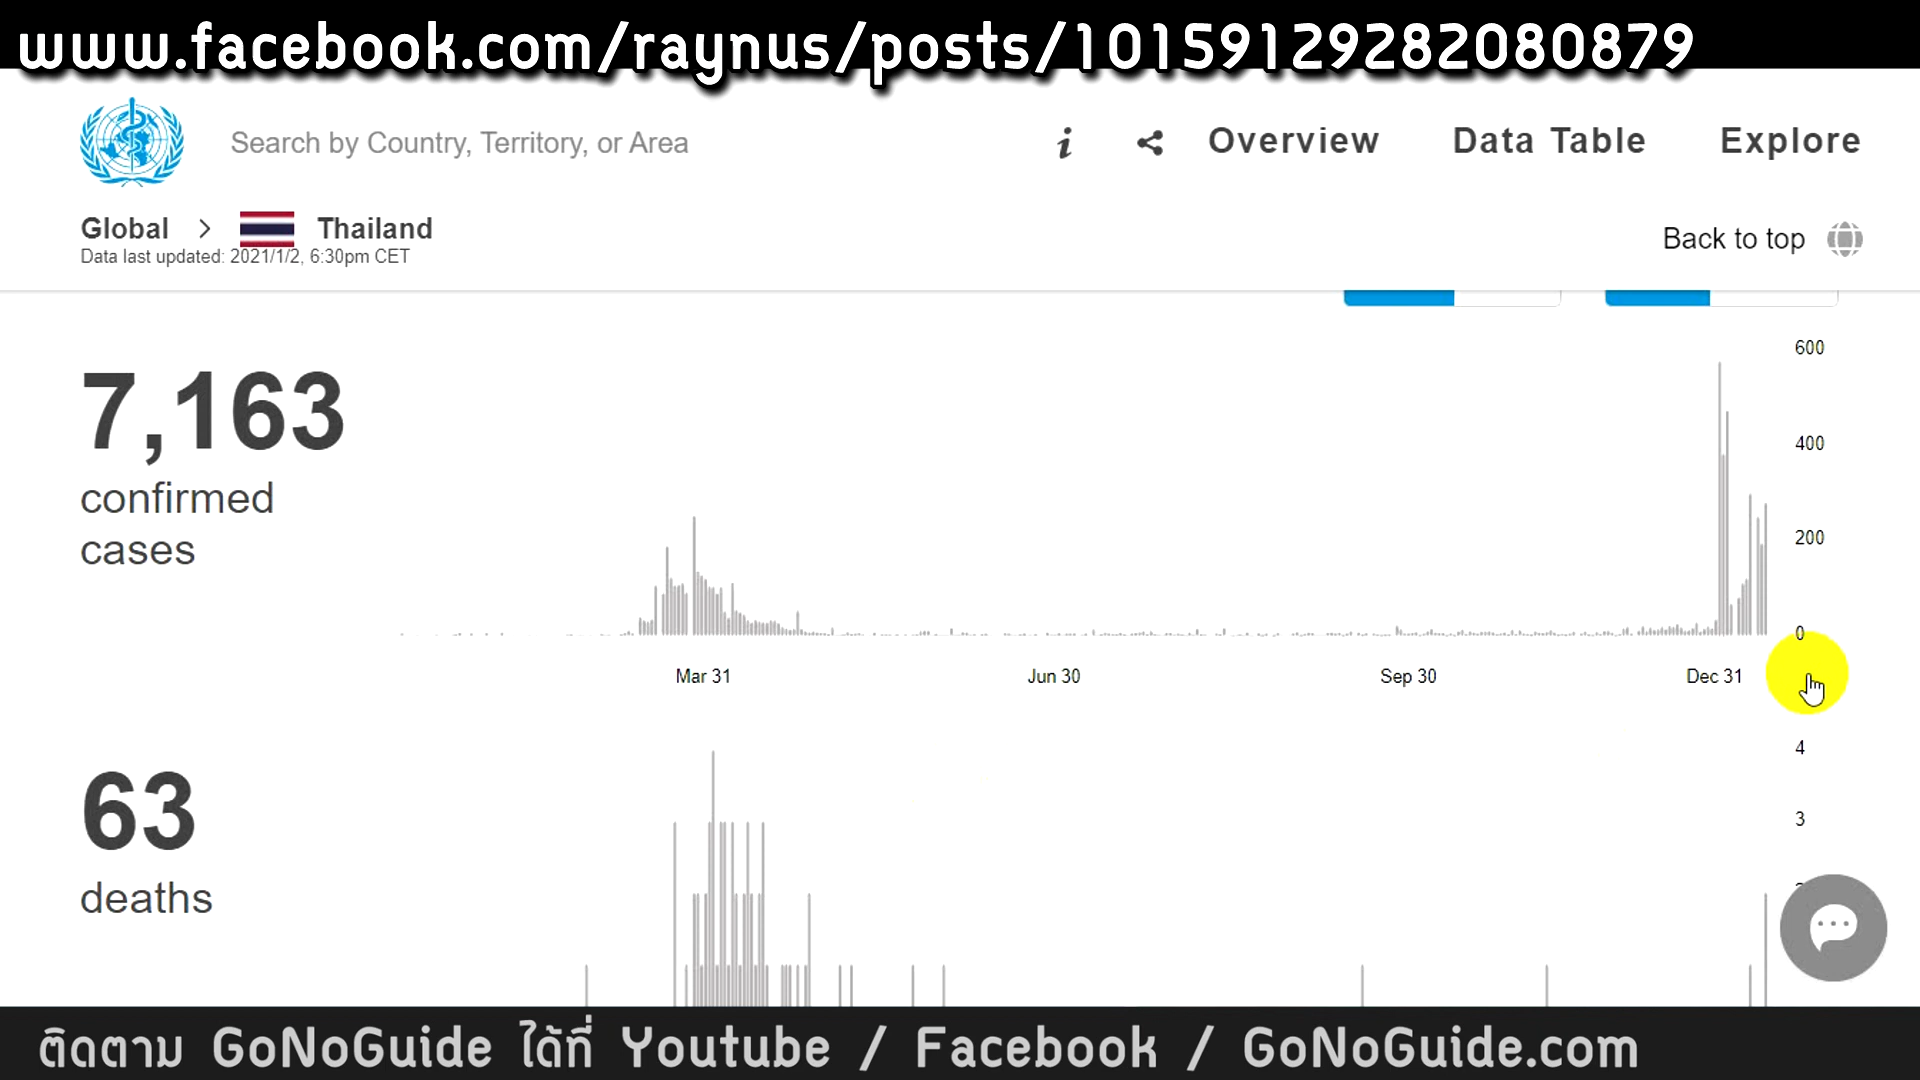 www.facebook.com/raynus/posts/10159129282080879
Search by Country, Territory, or Area
i
Overview
Data Table
Explore
Global > Thailand
Data last updated: 2021/1/2, 6:30pm CET
Back to top
600
7,163
400
confirmed
cases
200
0
Mar 31
Jun 30
Sep 30
Dec 31
4
63
3
deaths
ติดตาม GoNoGuide ได้ที่ Youtube / Facebook / GoNoGuide.com